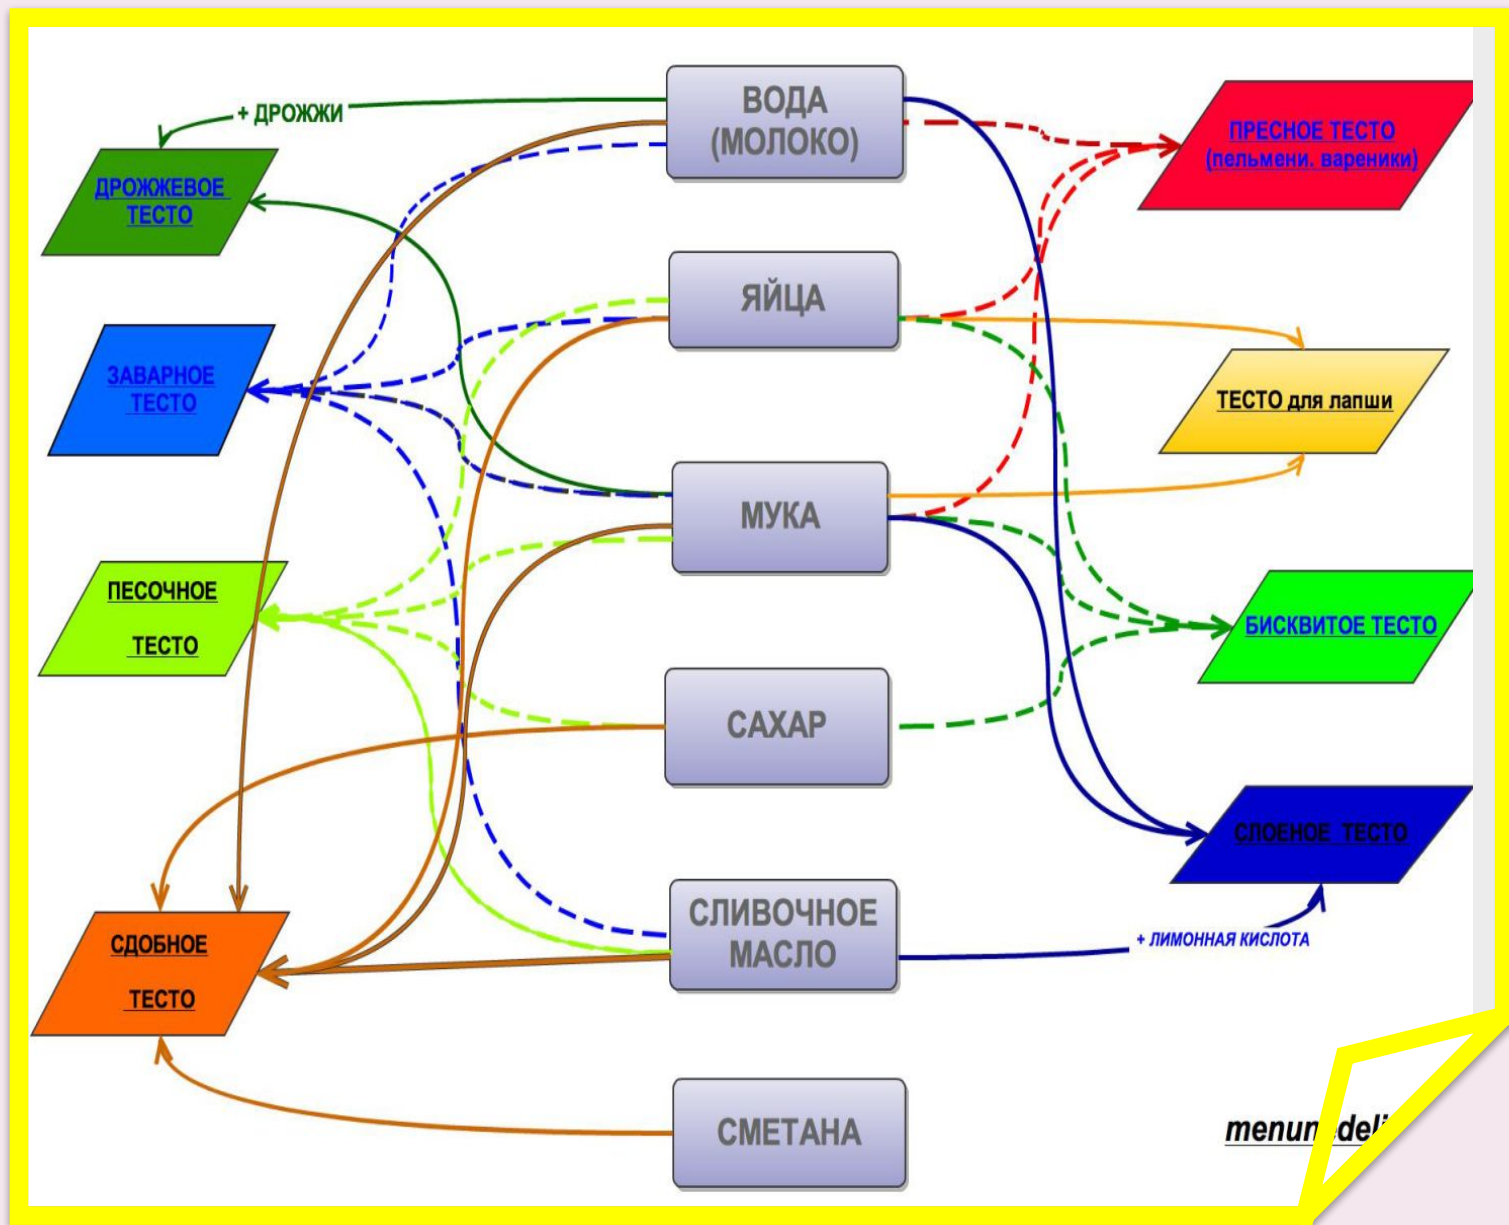 ВОДА
(МОЛОКО)
+ ДРОЖЖИ
ПРЕСНОЕ ТЕСТО
(пельмени. вареники)
ДРОЖЖЕВОЕ
ТЕСТО
ЯЙЦА
ЗАВАРНОЕ
ТЕСТО
ТЕСТО для лапши
МУКА
ПЕСОЧНОЕ
ТЕСТО
БИСКВИТОЕ ТЕСТО
САХАР
СЛОЕНОЕ ТЕСТО
СЛИВОЧНОЕ
МАСЛО
+ ЛИМОННАЯ КИСЛОТА
СДОБНОЕ
ТЕСТО
СМЕТАНА